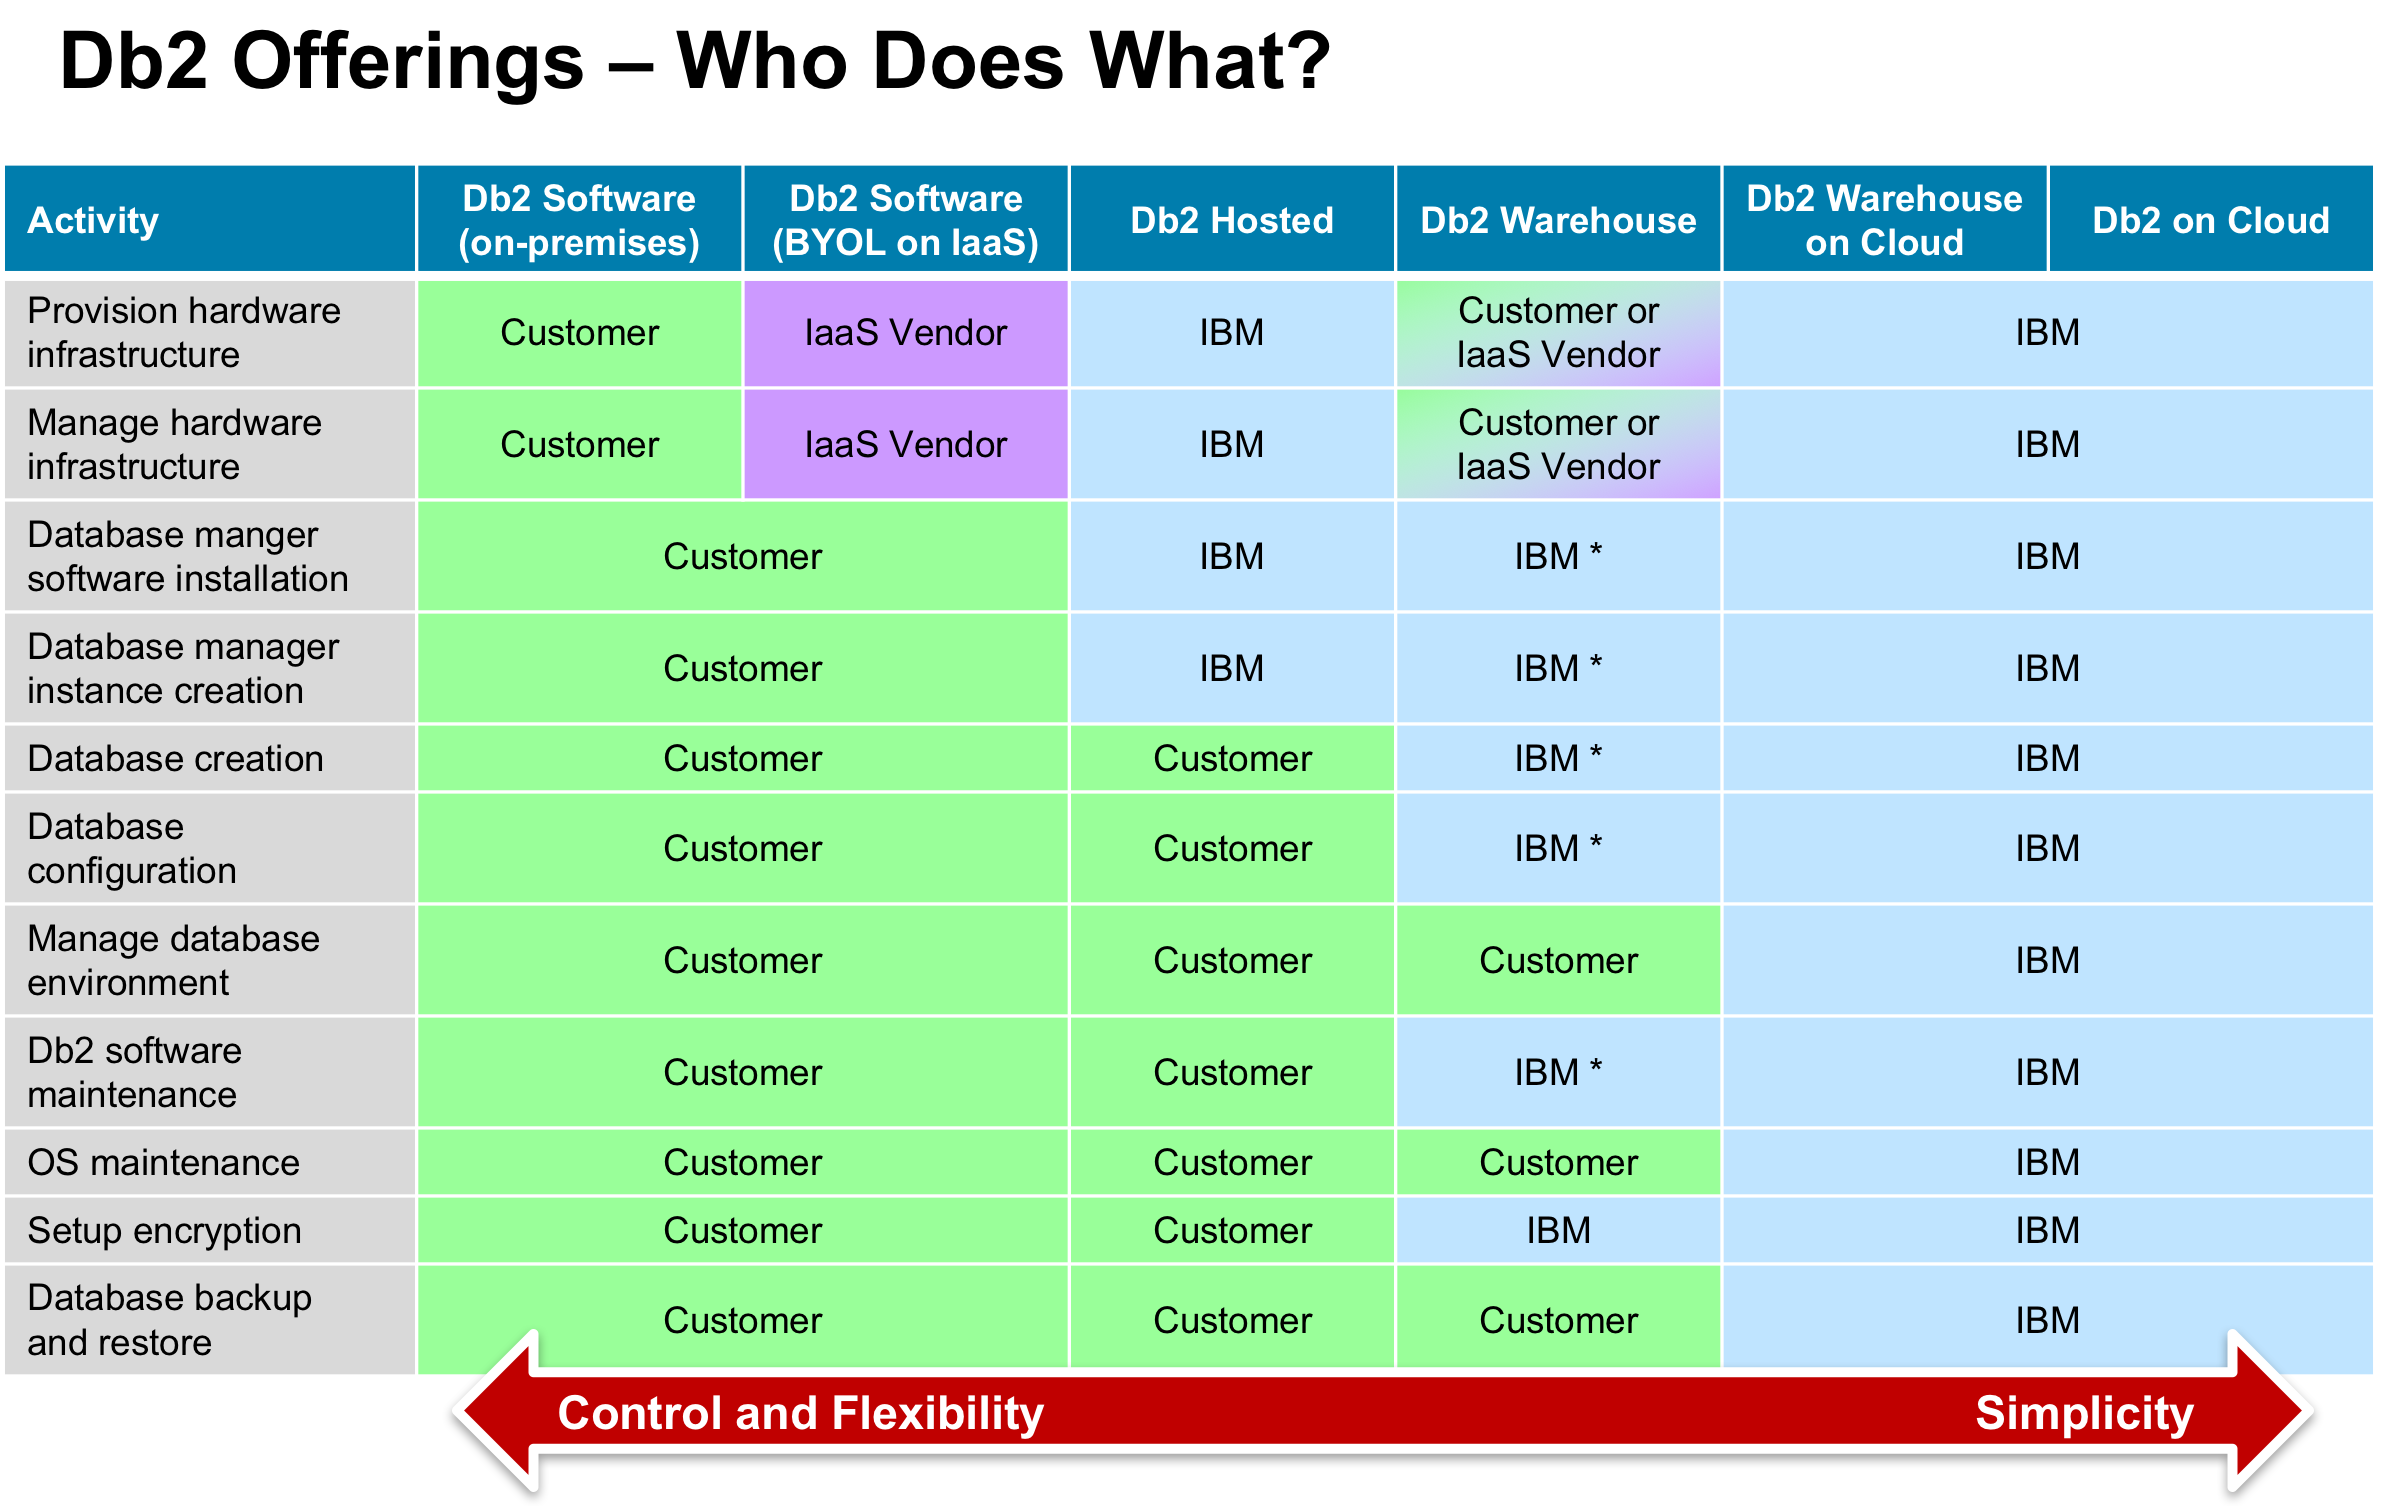 Db2 Offerings – Who Does What?
Activity
Db2 Software
(on-premises)
Db2 Software
(BYOL on IaaS)
Db2 Hosted
Db2 Warehouse
Db2 Warehouse
on Cloud
Db2 on Cloud
Provision hardware
infrastructure
Customer
IaaS Vendor
IBM
Customer or
IaaS Vendor
IBM
Manage hardware
infrastructure
Customer
IaaS Vendor
IBM
Customer or
IaaS Vendor
IBM
Database manger
software installation
Customer
IBM
IBM *
IBM
Database manager
instance creation
Customer
IBM
IBM *
IBM
Database creation
Customer
Customer
IBM *
IBM
Database
configuration
Customer
Customer
IBM *
IBM
Manage database
environment
Customer
Customer
Customer
IBM
Db2 software
maintenance
Customer
Customer
IBM *
IBM
OS maintenance
Customer
Customer
Customer
IBM
Setup encryption
Customer
Customer
IBM
IBM
Database backup
and restore
Customer
Customer
Customer
IBM
Control and Flexibility
Simplicity